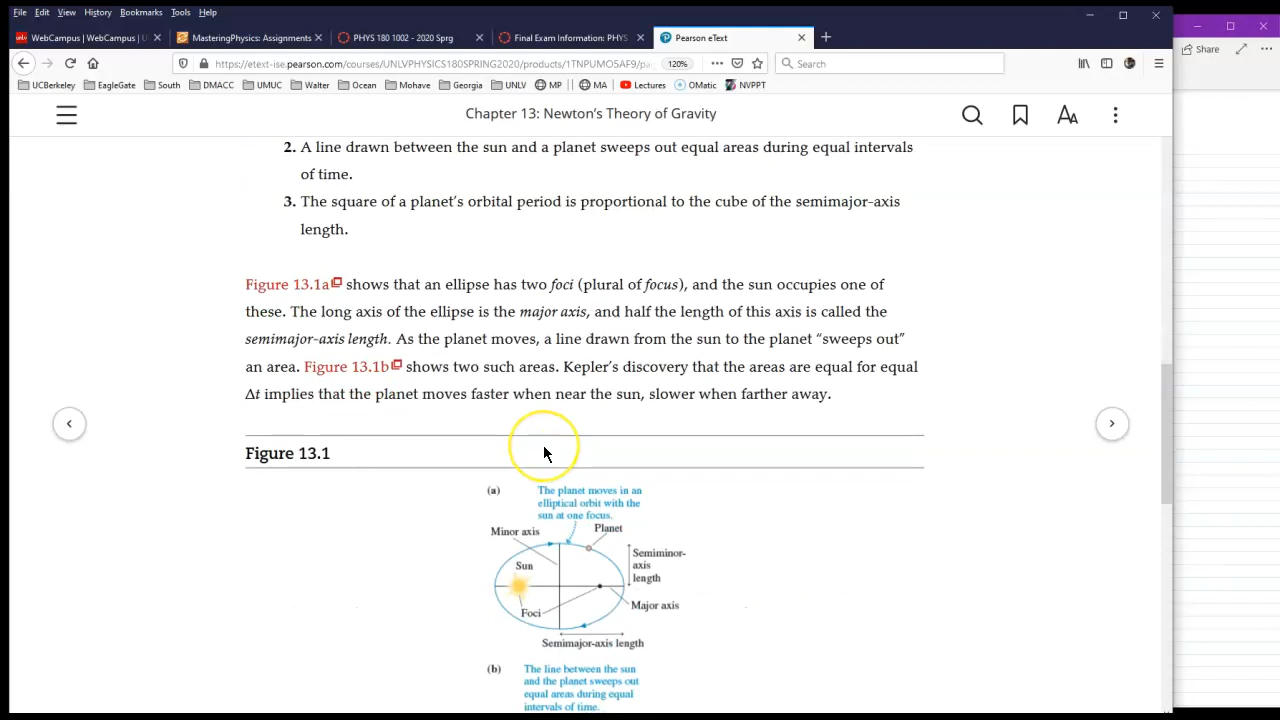 File Edit View History Bookmarks Tools Help
WebCampus | WebCampus | U
MasteringPhysics: Assignments
PHYS 180 1002 - 2020 Sprg
Final Exam Information: PHYS
Pearson eText
https://etext-ise.pearson.com/courses/UNLVPHYSICS180SPRING2020/products/1TNPUMO5AF9/pa
120%
Search
Share
UCBerkeley EagleGate South DMACC UMUC Walter Ocean Mohave Georgia UNLV MP MA Lectures OMatic NVPPT
Chapter 13: Newton's Theory of Gravity
2. A line drawn between the sun and a planet sweeps out equal areas during equal intervals
of time.
3. The square of a planet's orbital period is proportional to the cube of the semimajor-axis
length.
Figure 13.1a shows that an ellipse has two foci (plural of focus), and the sun occupies one of
these. The long axis of the ellipse is the major axis, and half the length of this axis is called the
semimajor-axis length. As the planet moves, a line drawn from the sun to the planet “sweeps out”
an area. Figure 13.1b shows two such areas. Kepler's discovery that the areas are equal for equal
Δt implies that the planet moves faster when near the sun, slower when farther away.
Figure 13.1
(a)
The planet moves in an
elliptical orbit with the
sun at one focus.
Minor axis
Planet
Sun
Semiminor-
axis
length
Foci
Major axis
Semimajor-axis length
(b)
The line between the sun
and the planet sweeps out
equal areas during equal
intervals of time.